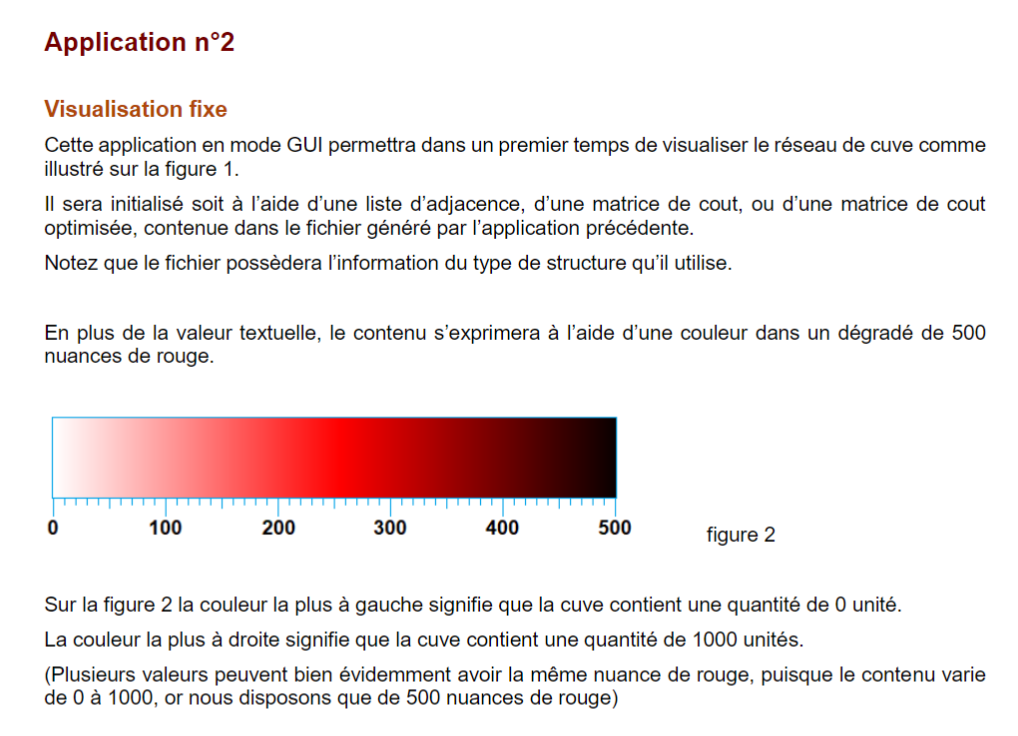 Application n°2
Visualisation fixe
Cette application en mode GUI permettra dans un premier temps de visualiser le réseau de cuve comme
illustré sur la figure 1.
Il sera initialisé soit à l’aide d’une liste d’adjacence, d’une matrice de cout, ou d’une matrice de cout
optimisée, contenue dans le fichier généré par l’application précédente.
Notez que le fichier possèdera l’information du type de structure qu’il utilise.
En plus de la valeur textuelle, le contenu s’exprimera à l’aide d’une couleur dans un dégradé de 500
nuances de rouge.
0 100 200 300 400 500
figure 2
Sur la figure 2 la couleur la plus à gauche signifie que la cuve contient une quantité de 0 unité.
La couleur la plus à droite signifie que la cuve contient une quantité de 1000 unités.
(Plusieurs valeurs peuvent bien évidemment avoir la même nuance de rouge, puisque le contenu varie
de 0 à 1000, or nous disposons que de 500 nuances de rouge)